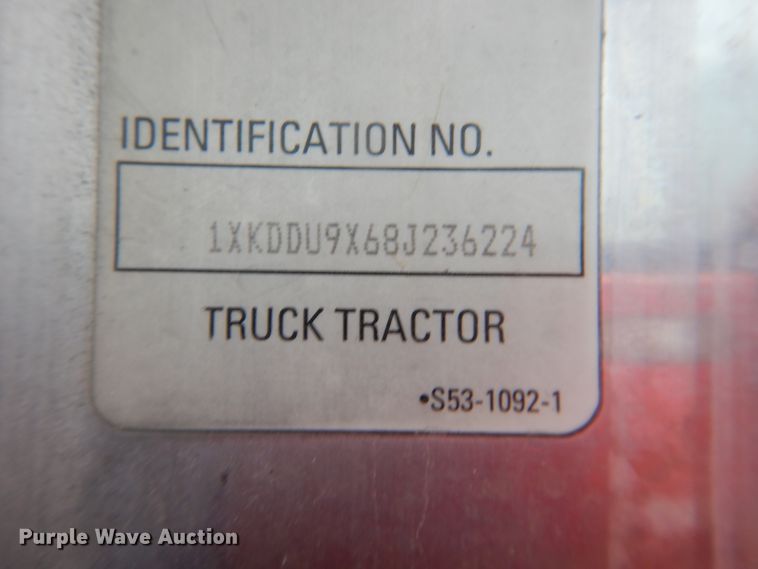 IDENTIFICATION NO.
1XKDDU9X68J236224
TRUCK TRACTOR
•S53-1092-1
Purple Wave Auction